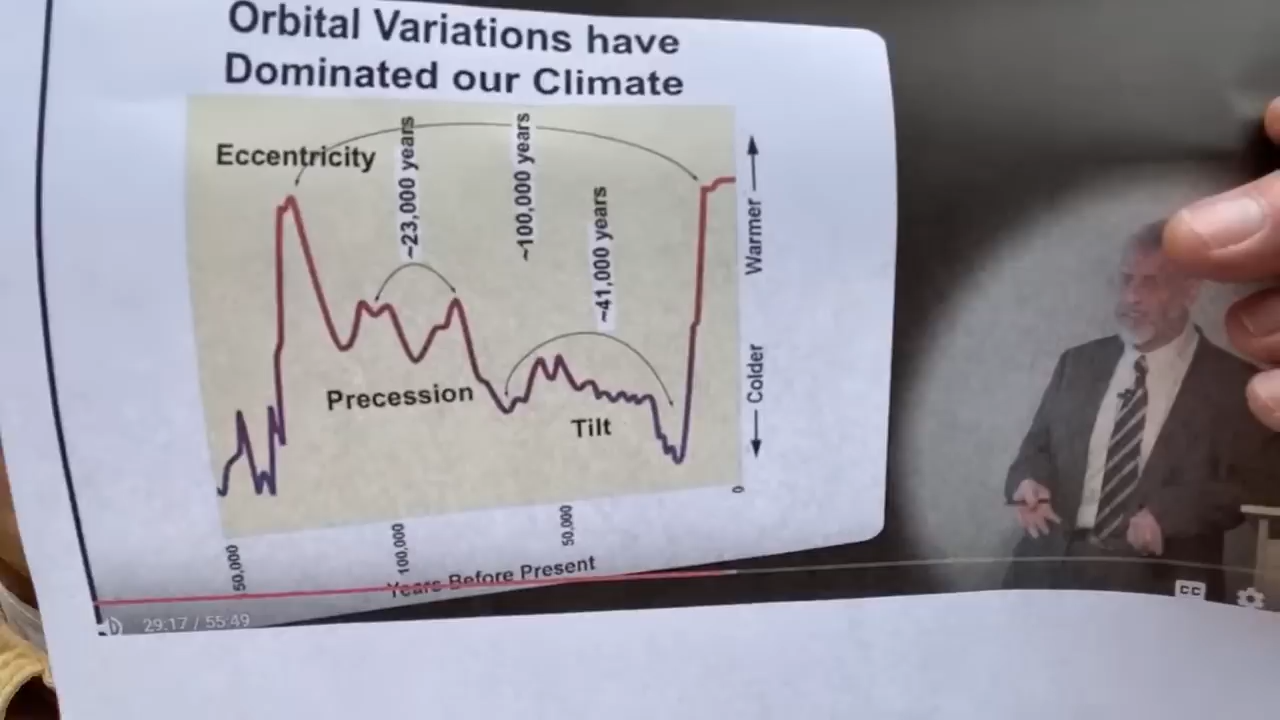 Orbital Variations have
Dominated our Climate
Eccentricity
~23,000 years
~100,000 years
~41,000 years
Precession
Tilt
Warmer
Colder
50,000
100,000
50,000
0
Years Before Present
29:17 / 55:49
CC